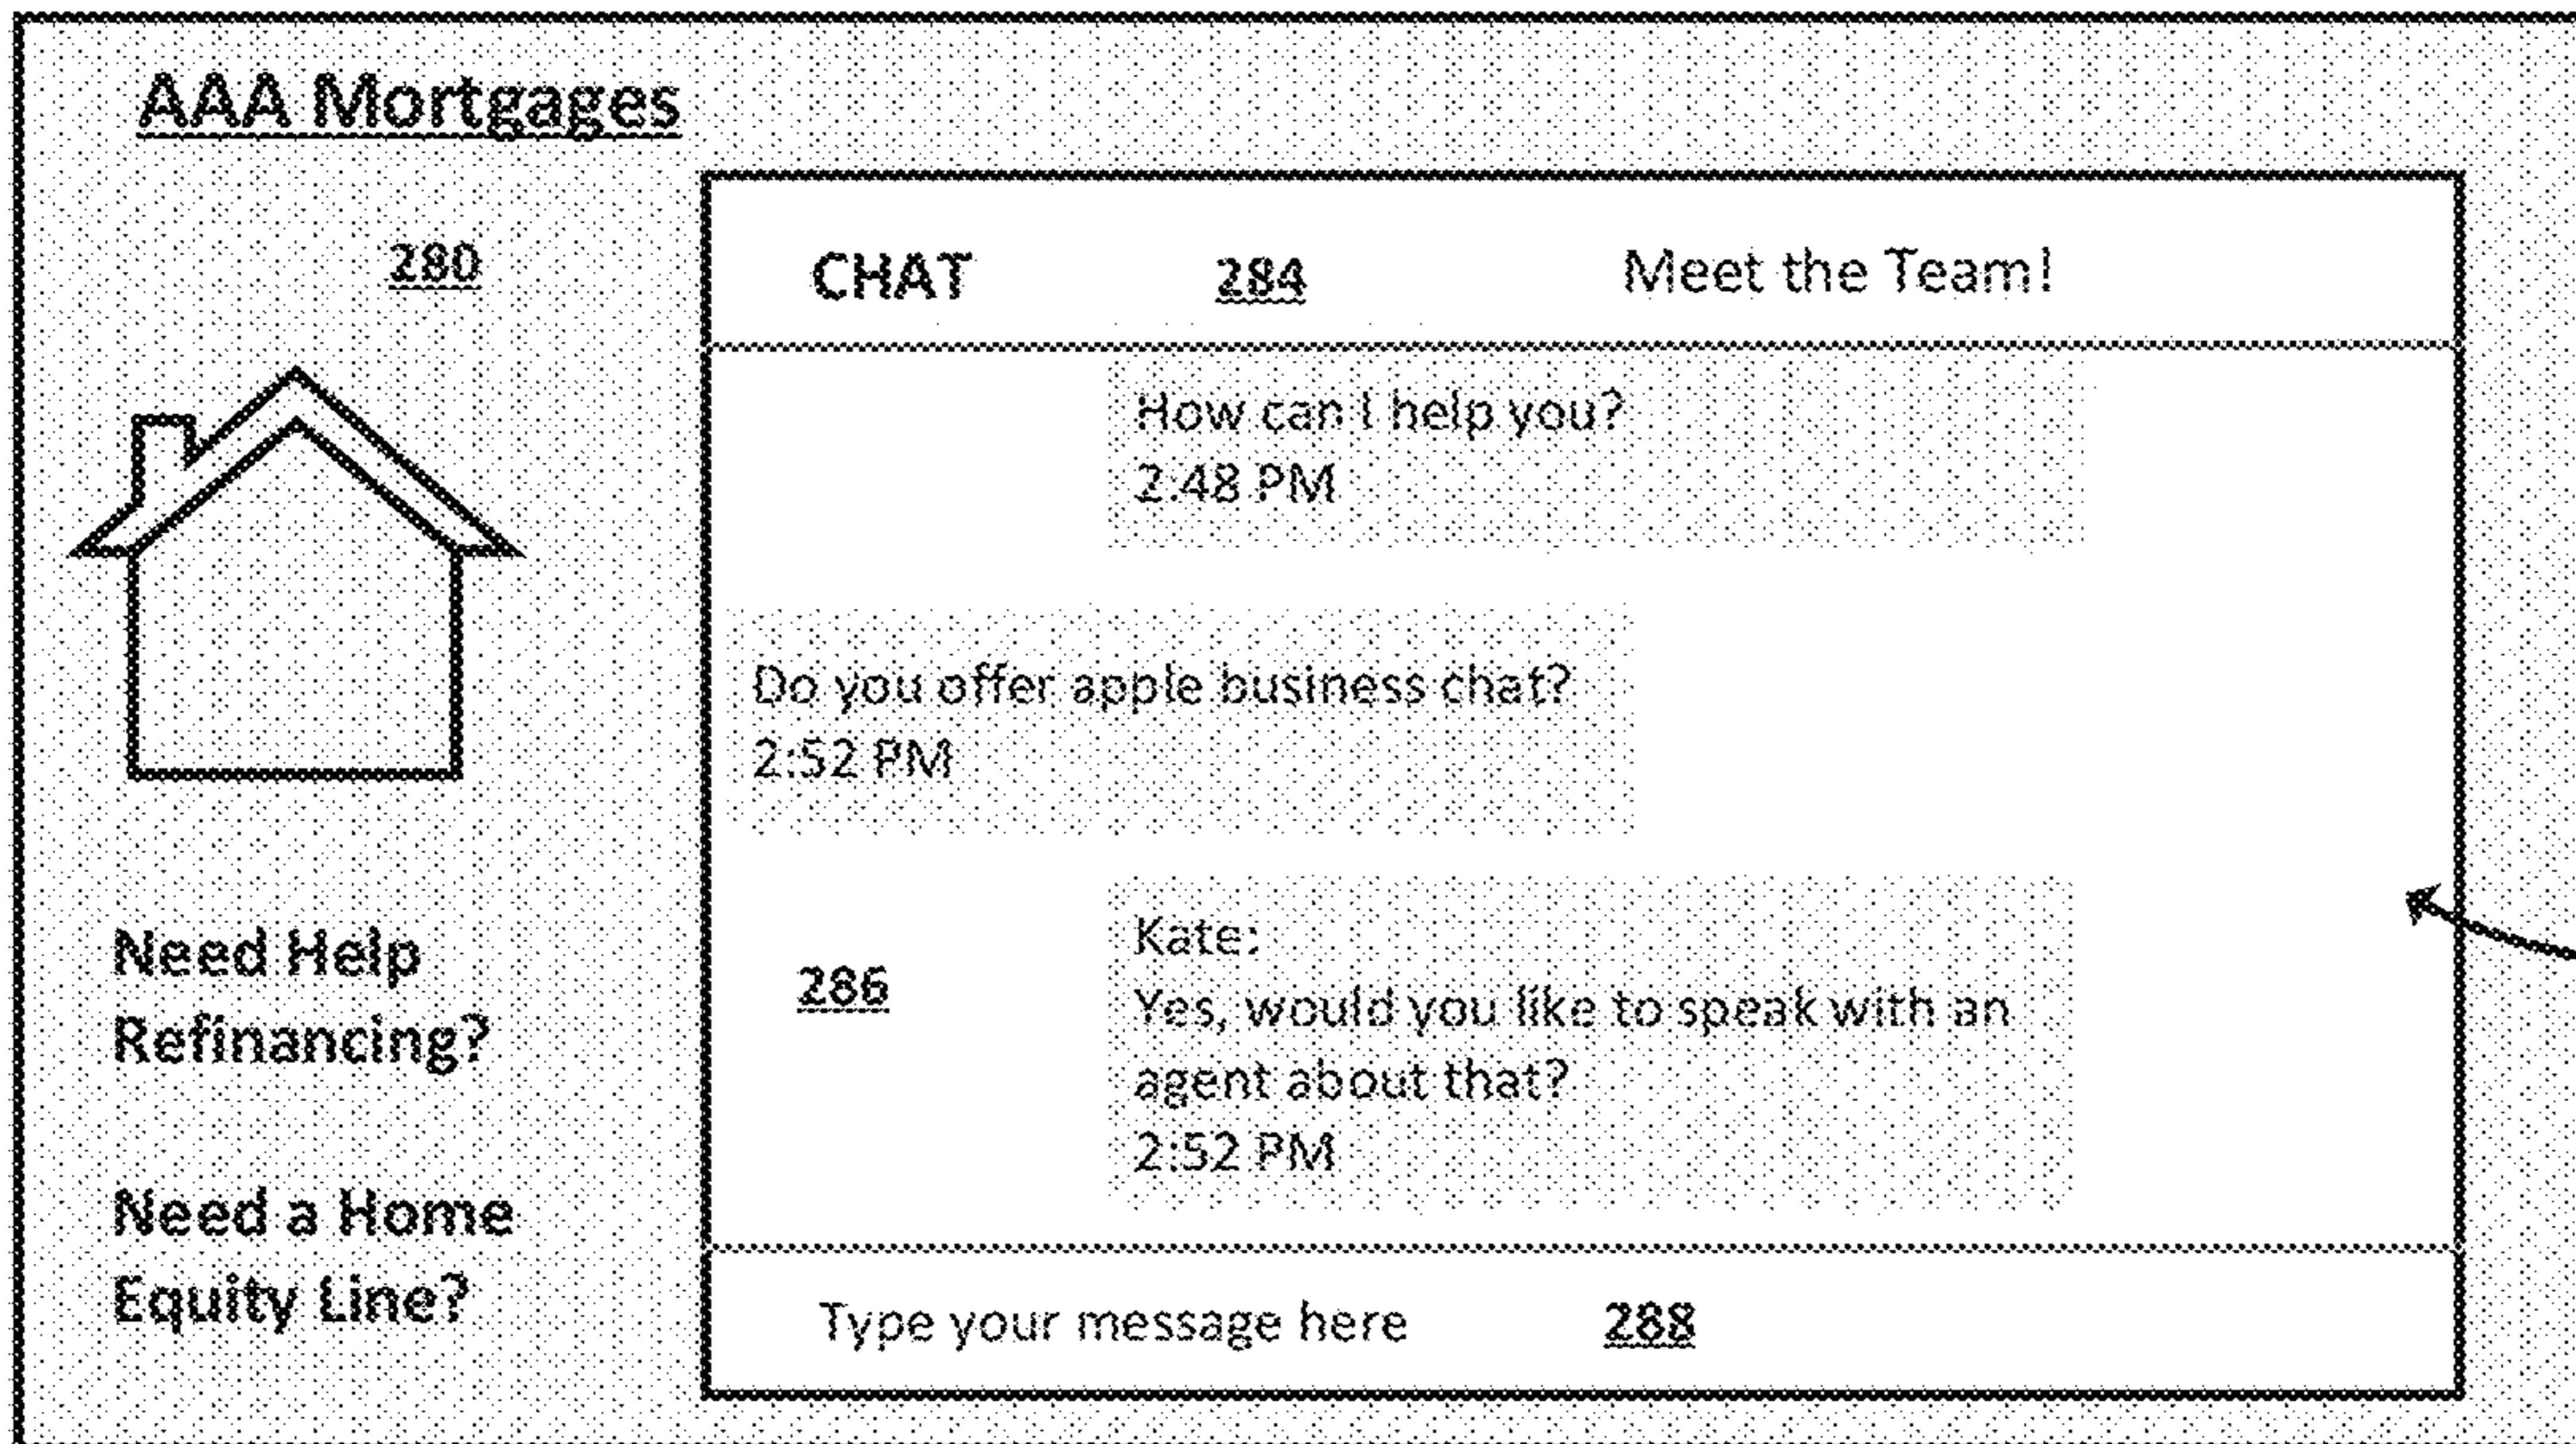 AAA Mortgages
280
Need Help
Refinancing?
Need a Home
Equity Line?
CHAT 284 Meet the Team!
How can I help you?
2:48 PM
Do you offer apple business chat?
2:52 PM
286
Kate:
Yes, would you like to speak with an
agent about that?
2:52 PM
Type your message here 288